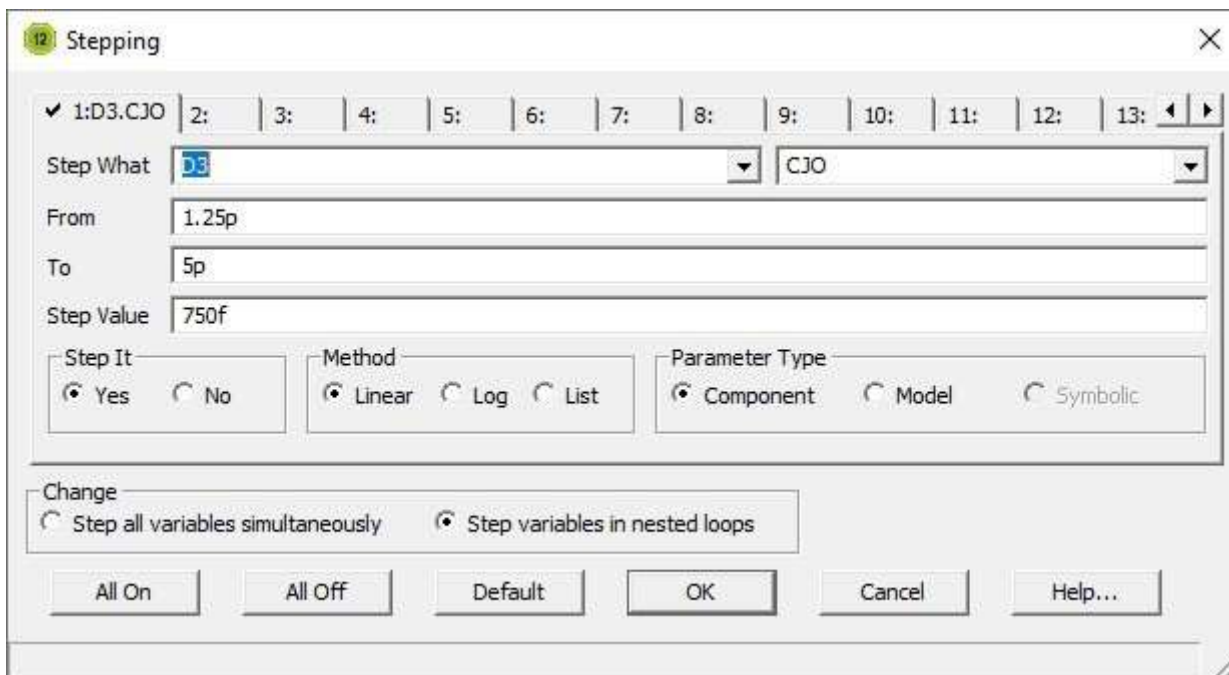 12 Stepping
✔ 1:D3.CJO 2: 3: 4: 5: 6: 7: 8: 9: 10: 11: 12: 13:
Step What D3 CJO
From 1.25p
To 5p
Step Value 750f
Step It Method Parameter Type
Yes No Linear Log List Component Model Symbolic
Change
Step all variables simultaneously Step variables in nested loops
All On All Off Default OK Cancel Help...